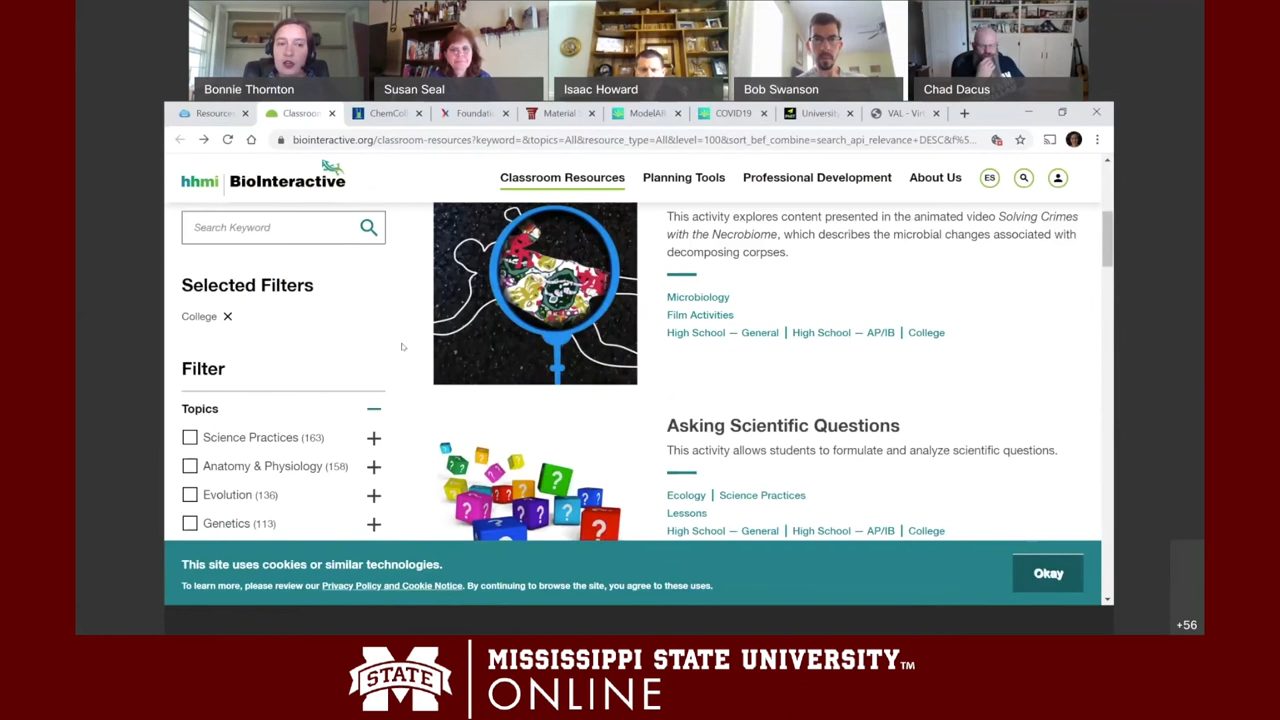 Bonnie Thornton
Susan Seal
Isaac Howard
Bob Swanson
Chad Dacus
Resource
Classroom
ChemColl
Foundati
Material S
ModelAR
COVID19
University
VAL - Vir
biointeractive.org/classroom-resources?keyword=&topics=All&resource_type=All&level=100&sort_bef_combine=search_api_relevance+DESC&f%5...
hhmi BioInteractive
Classroom Resources
Planning Tools
Professional Development
About Us
ES
Search Keyword
Selected Filters
College
Filter
Topics
Science Practices (163)
Anatomy & Physiology (158)
Evolution (136)
Genetics (113)
This activity explores content presented in the animated video Solving Crimes
with the Necrobiome, which describes the microbial changes associated with
decomposing corpses.
Microbiology
Film Activities
High School — General | High School — AP/IB | College
Asking Scientific Questions
This activity allows students to formulate and analyze scientific questions.
Ecology | Science Practices
Lessons
High School — General | High School — AP/IB | College
This site uses cookies or similar technologies.
To learn more, please review our Privacy Policy and Cookie Notice. By continuing to browse the site, you agree to these uses.
Okay
+56
STATE
MISSISSIPPI STATE UNIVERSITY™
ONLINE